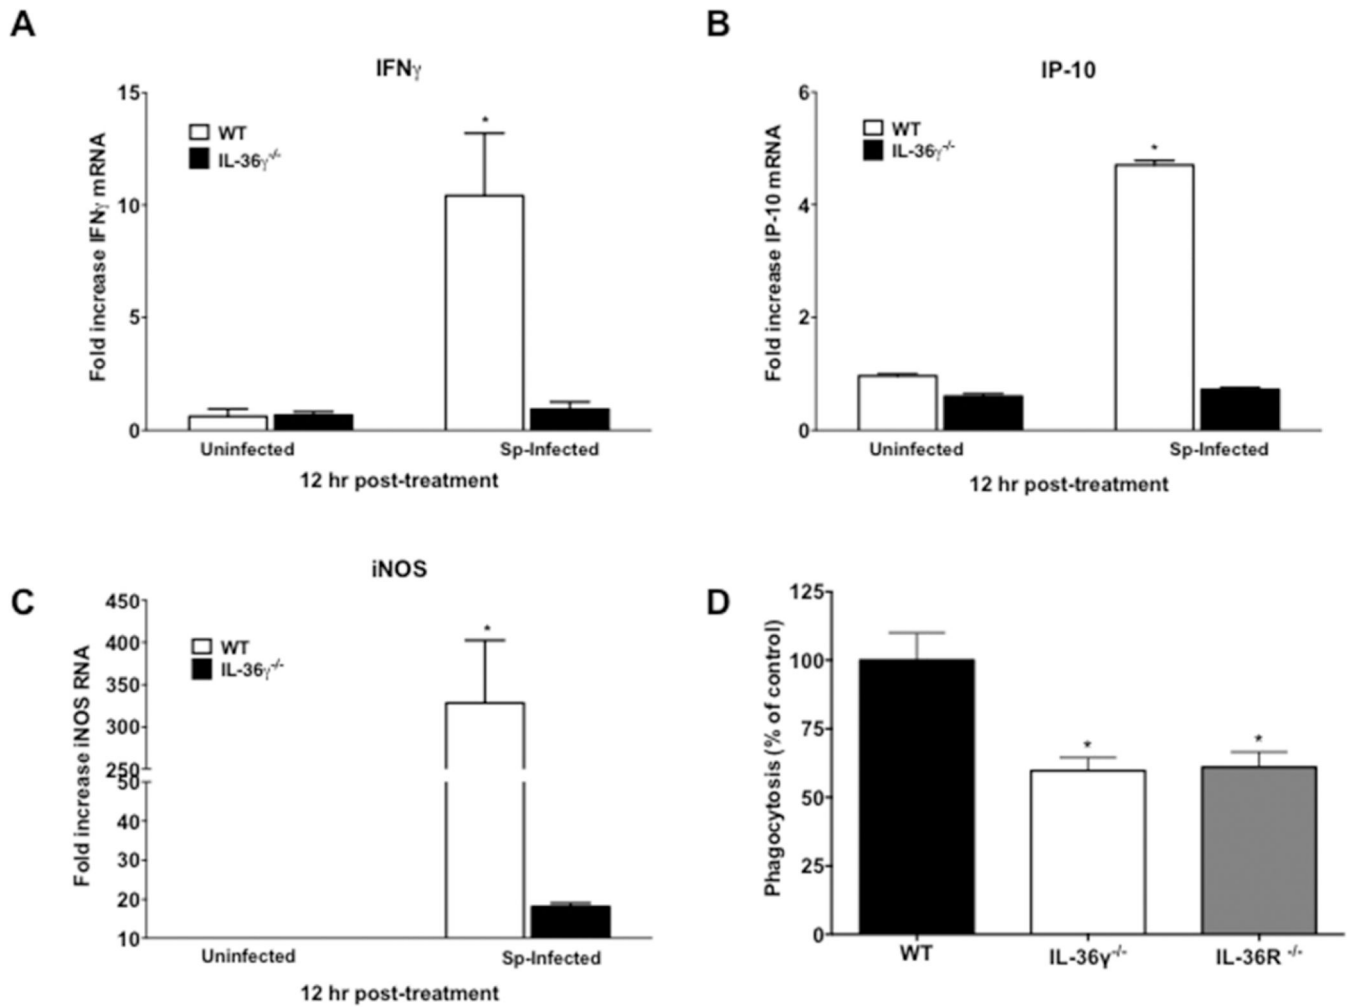 A
IFNγ
15
10
5
0
Fold increase IFNγ mRNA
WT
IL-36γ-/-
*
Uninfected
Sp-Infected
12 hr post-treatment
B
IP-10
6
4
2
0
Fold increase IP-10 mRNA
WT
IL-36γ-/-
*
Uninfected
Sp-Infected
12 hr post-treatment
C
iNOS
450
400
350
300
250
50
40
30
20
10
Fold increase iNOS RNA
WT
IL-36γ-/-
*
Uninfected
Sp-Infected
12 hr post-treatment
D
125
100
75
50
25
0
Phagocytosis (% of control)
*
*
WT
IL-36γ-/-
IL-36R -/-